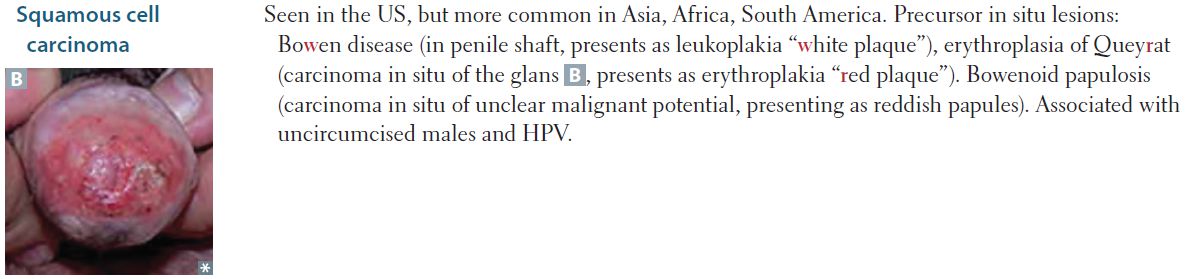 Squamous cell
carcinoma
B
*
Seen in the US, but more common in Asia, Africa, South America. Precursor in situ lesions:
Bowen disease (in penile shaft, presents as leukoplakia “white plaque”), erythroplasia of Queyrat
(carcinoma in situ of the glans B, presents as erythroplakia “red plaque”). Bowenoid papulosis
(carcinoma in situ of unclear malignant potential, presenting as reddish papules). Associated with
uncircumcised males and HPV.